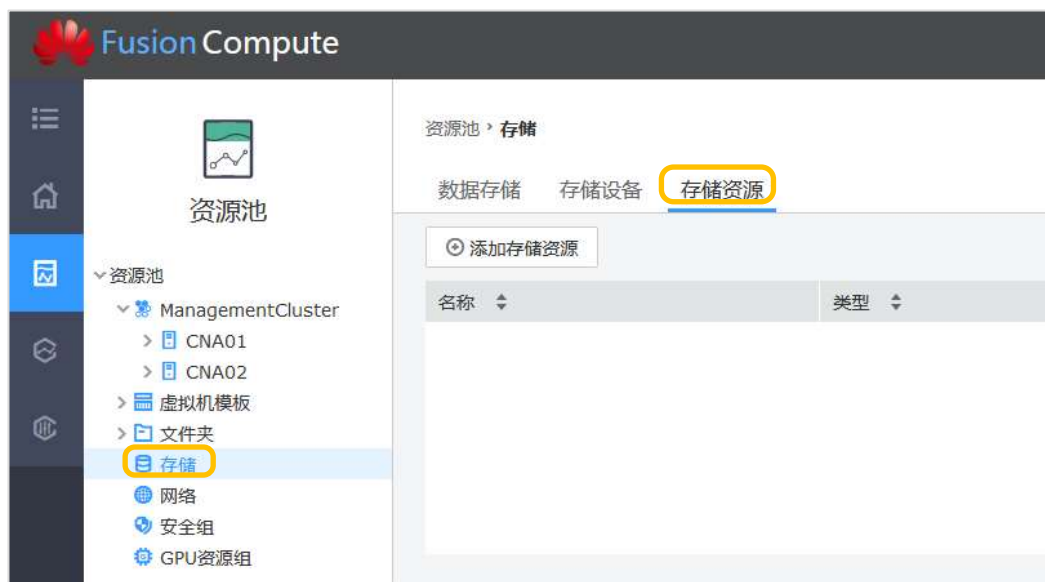 Fusion Compute
资源池
资源池
ManagementCluster
CNA01
CNA02
虚拟机模板
文件夹
存储
网络
安全组
GPU资源组
资源池 › 存储
数据存储 存储设备 存储资源
添加存储资源
名称 类型